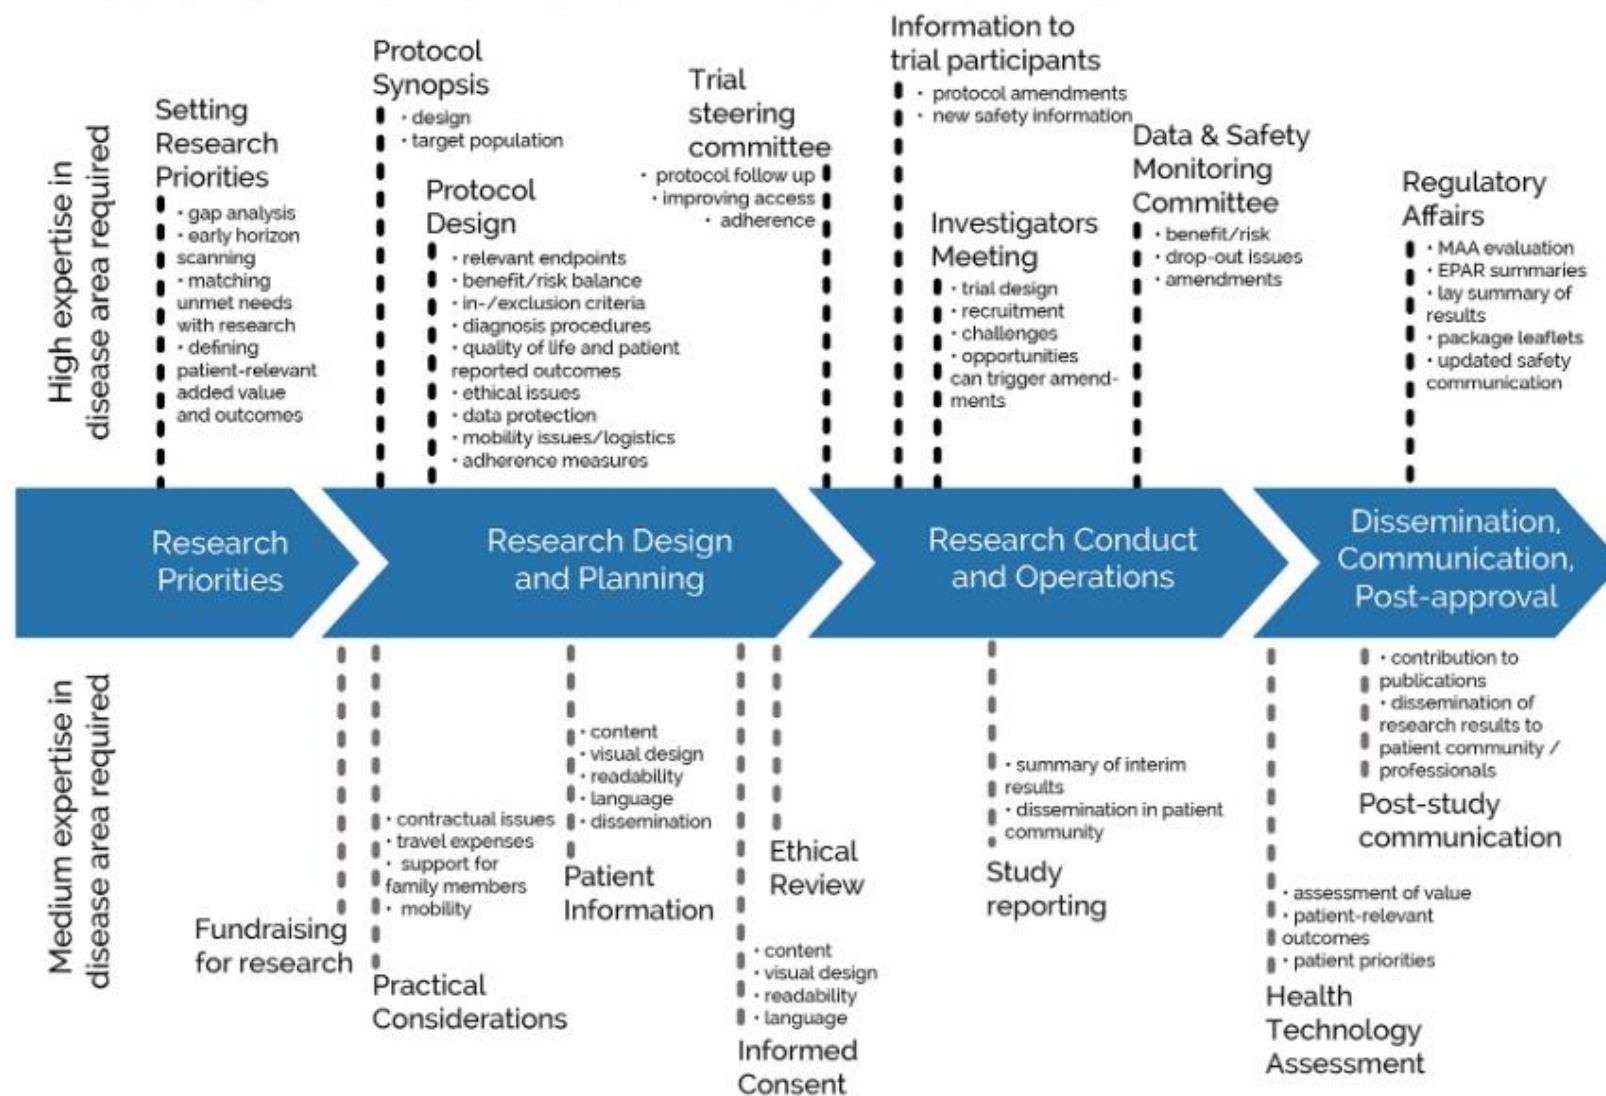 High expertise in
disease area required
Setting
Research
Priorities
• gap analysis
• early horizon
scanning
• matching
unmet needs
with research
• defining
patient-relevant
added value
and outcomes
Protocol
Synopsis
• design
• target population
Protocol
Design
• relevant endpoints
• benefit/risk balance
• in-/exclusion criteria
• diagnosis procedures
• quality of life and patient
reported outcomes
• ethical issues
• data protection
• mobility issues/logistics
• adherence measures
Trial
steering
committee
• protocol follow up
• improving access
• adherence
Information to
trial participants
• protocol amendments
• new safety information
Investigators
Meeting
• trial design
• recruitment
• challenges
• opportunities
can trigger amend-
ments
Data & Safety
Monitoring
Committee
• benefit/risk
• drop-out issues
• amendments
Regulatory
Affairs
• MAA evaluation
• EPAR summaries
• lay summary of
results
• package leaflets
• updated safety
communication
Research
Priorities
Research Design
and Planning
Research Conduct
and Operations
Dissemination,
Communication,
Post-approval
Medium expertise in
disease area required
Fundraising
for research
• contractual issues
• travel expenses
• support for
family members
• mobility
Practical
Considerations
• content
• visual design
• readability
• language
• dissemination
Patient
Information
• content
• visual design
• readability
• language
Informed
Consent
Ethical
Review
• summary of interim
results
• dissemination in patient
community
Study
reporting
• assessment of value
• patient-relevant
outcomes
• patient priorities
Health
Technology
Assessment
• contribution to
publications
• dissemination of
research results to
patient community /
professionals
Post-study
communication